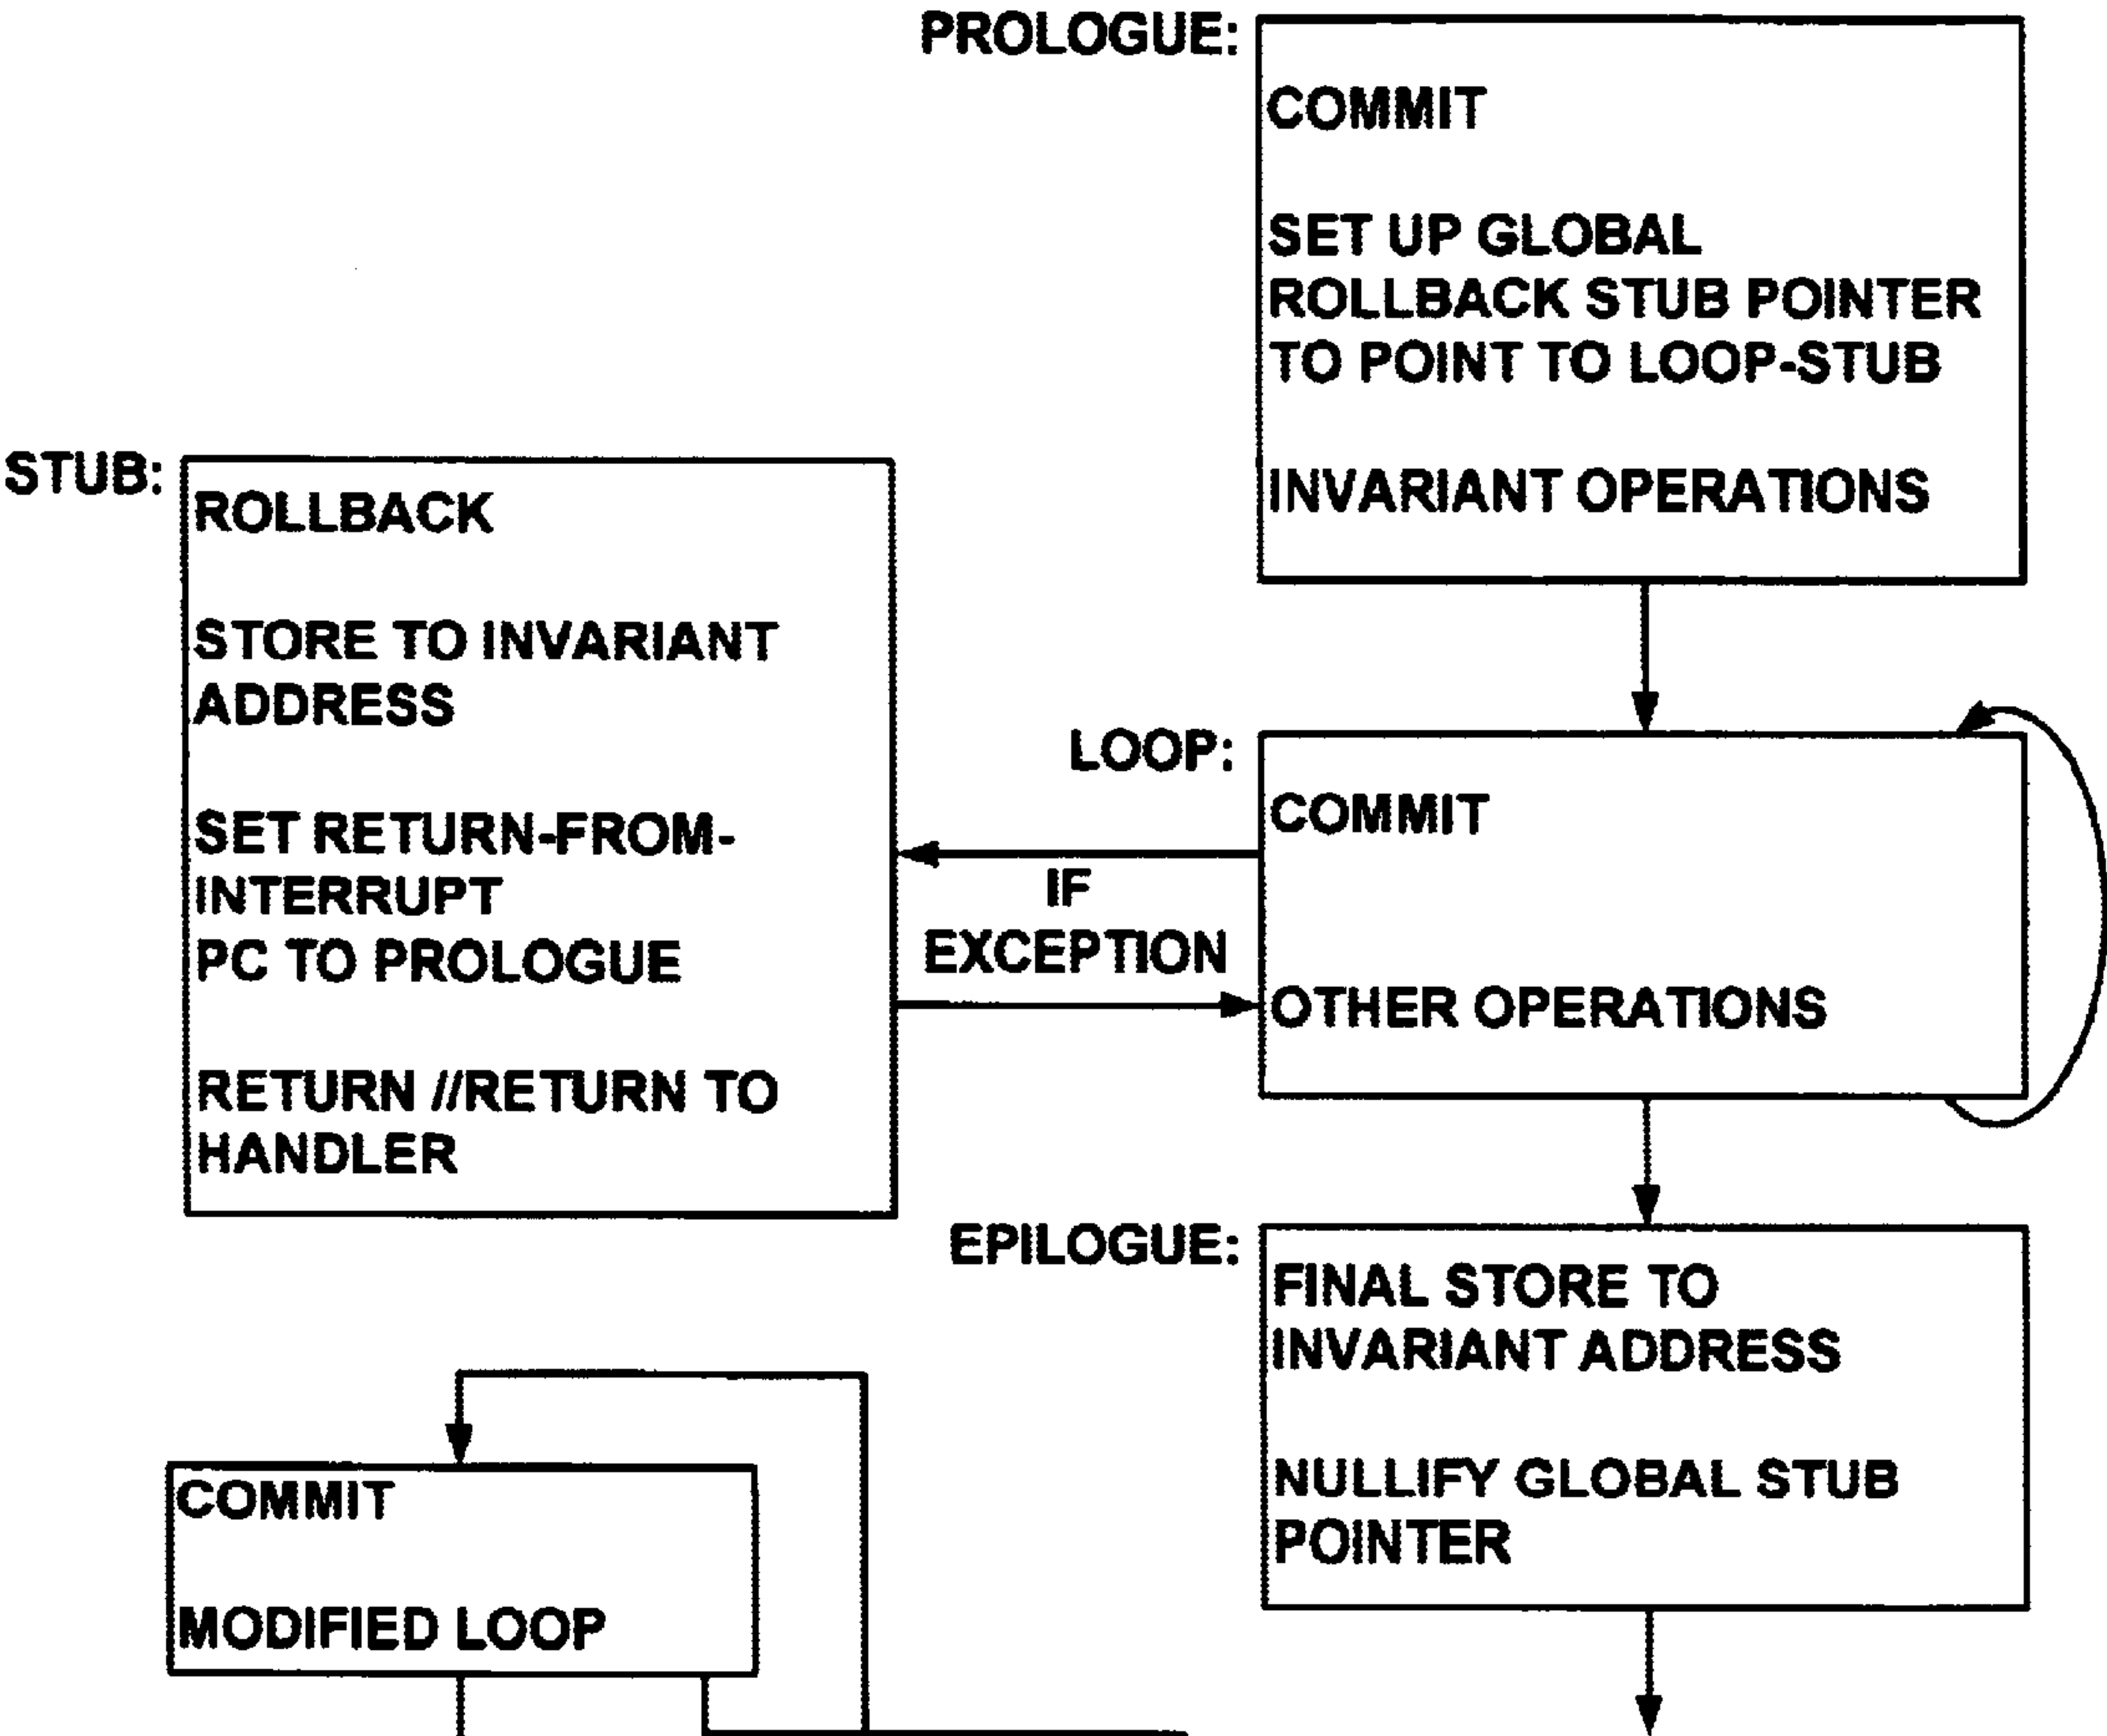 PROLOGUE:
COMMIT
SET UP GLOBAL
ROLLBACK STUB POINTER
TO POINT TO LOOP-STUB
INVARIANT OPERATIONS
STUB:
ROLLBACK
STORE TO INVARIANT
ADDRESS
SET RETURN-FROM-
INTERRUPT
PC TO PROLOGUE
RETURN //RETURN TO
HANDLER
IF
EXCEPTION
LOOP:
COMMIT
OTHER OPERATIONS
EPILOGUE:
FINAL STORE TO
INVARIANT ADDRESS
NULLIFY GLOBAL STUB
POINTER
COMMIT
MODIFIED LOOP